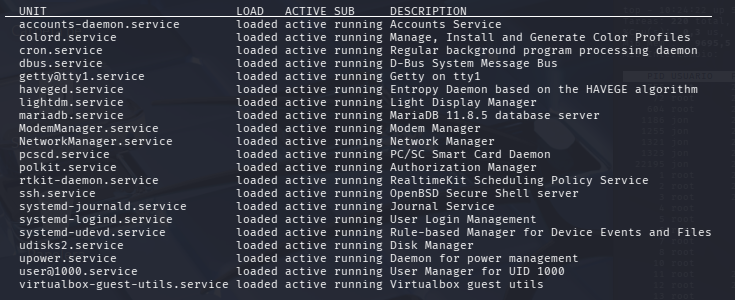 UNIT LOAD ACTIVE SUB DESCRIPTION
accounts-daemon.service loaded active running Accounts Service
colord.service loaded active running Manage, Install and Generate Color Profiles
cron.service loaded active running Regular background program processing daemon
dbus.service loaded active running D-Bus System Message Bus
getty@tty1.service loaded active running Getty on tty1
haveged.service loaded active running Entropy Daemon based on the HAVEGE algorithm
lightdm.service loaded active running Light Display Manager
mariadb.service loaded active running MariaDB 11.8.5 database server
ModemManager.service loaded active running Modem Manager
NetworkManager.service loaded active running Network Manager
pcscd.service loaded active running PC/SC Smart Card Daemon
polkit.service loaded active running Authorization Manager
rtkit-daemon.service loaded active running RealtimeKit Scheduling Policy Service
ssh.service loaded active running OpenBSD Secure Shell server
systemd-journald.service loaded active running Journal Service
systemd-logind.service loaded active running User Login Management
systemd-udevd.service loaded active running Rule-based Manager for Device Events and Files
udisks2.service loaded active running Disk Manager
upower.service loaded active running Daemon for power management
user@1000.service loaded active running User Manager for UID 1000
virtualbox-guest-utils.service loaded active running Virtualbox guest utils